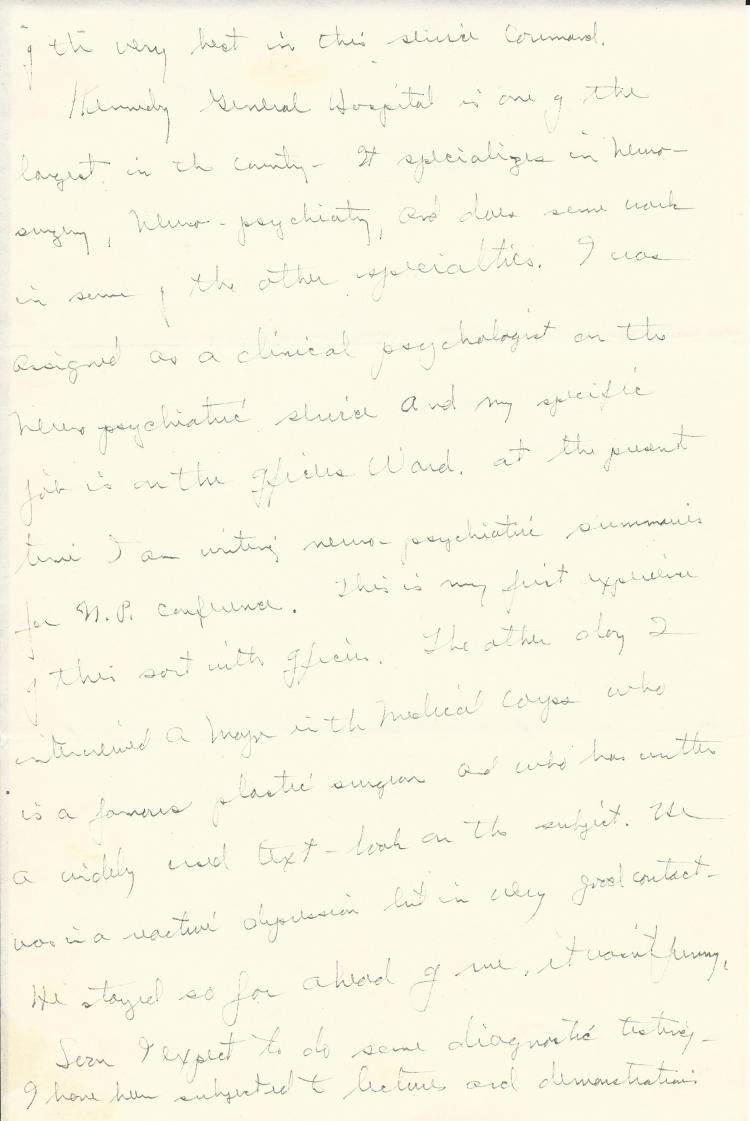 of the very best in this service Command.
Kennedy General Hospital is one of the
largest in the country - It specializes in neuro-
surgery, Neuro-psychiatry, and does some work
in some of the other specialties. I was
assigned as a clinical psychologist on the
Neuro psychiatric service and my specific
job is on the officers Ward. at the present
time I am writing neuro-psychiatric summaries
for N.P. conference. This is my first experience
of this sort with officers. The other day I
interviewed a Major in the Medical Corps who
is a famous plastic surgeon and who has written
a widely used text-book on the subject. He
was in a reactive depression but in very good contact -
He stayed so far ahead of me, it wasn't funny.
Soon I expect to do some diagnostic testing -
I have been subjected to lectures and demonstrations